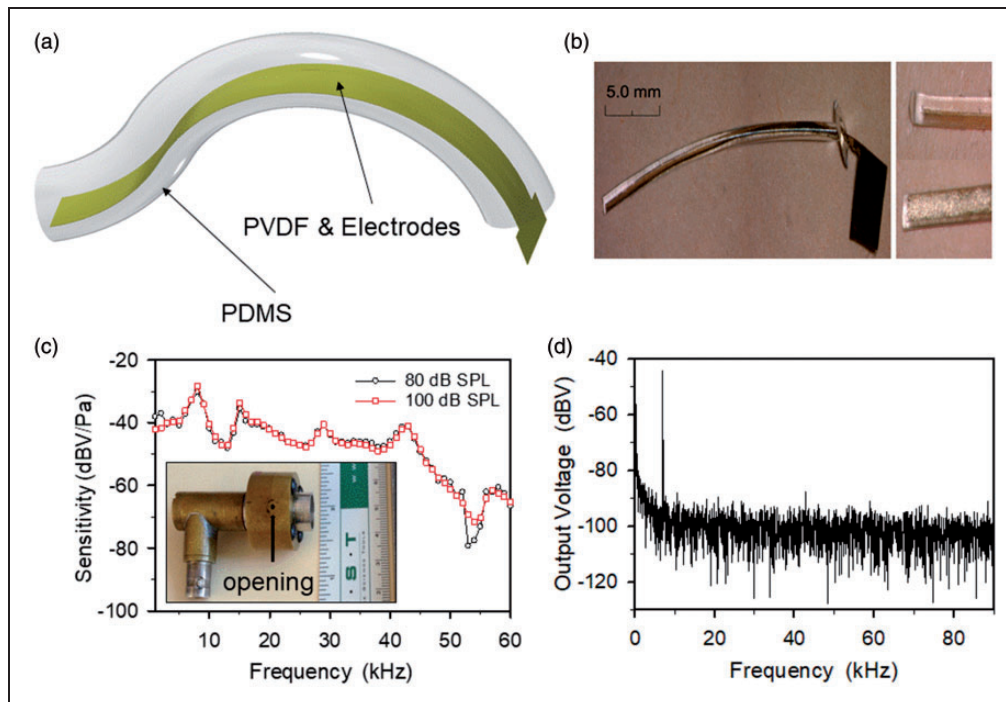 (a)
PVDF & Electrodes
PDMS
(b)
5.0 mm
(c)
-20
-40
-60
-80
-100
Sensitivity (dBV/Pa)
80 dB SPL
100 dB SPL
opening
S·T
10
20
30
40
50
60
Frequency (kHz)
(d)
-40
-60
-80
-100
-120
Output Voltage (dBV)
0
20
40
60
80
Frequency (kHz)